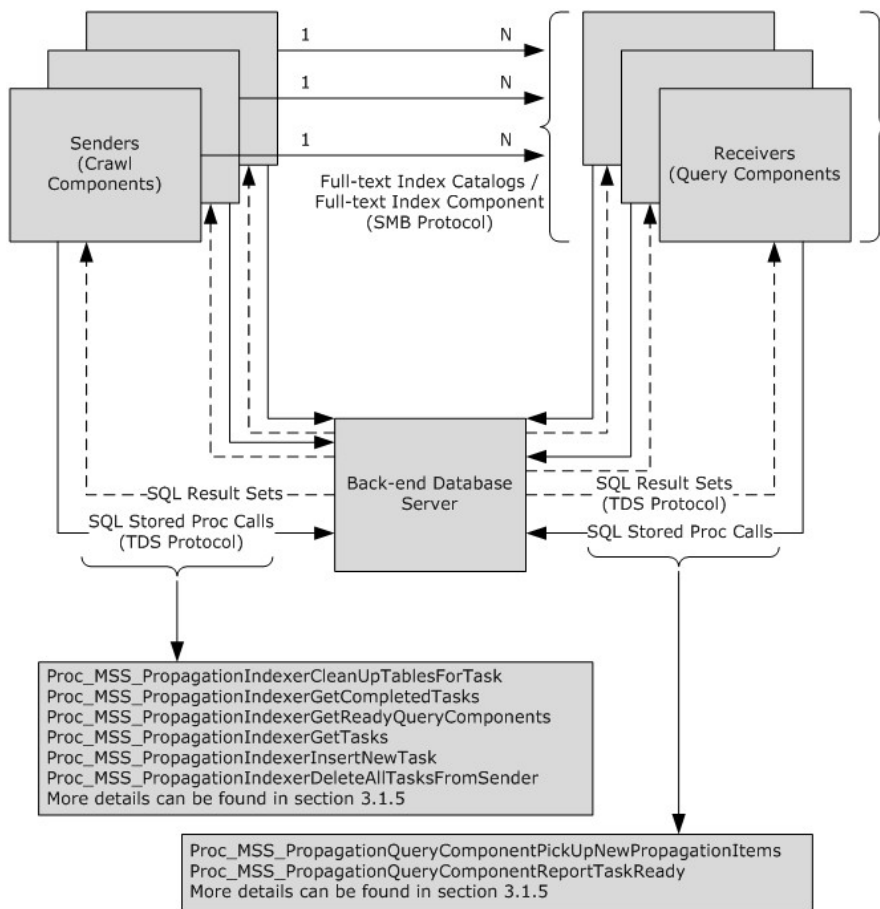 1 N
1 N
1 N
Senders
(Crawl
Components)
Receivers
(Query Components
Full-text Index Catalogs /
Full-text Index Component
(SMB Protocol)
Back-end Database
Server
SQL Result Sets
SQL Stored Proc Calls
(TDS Protocol)
SQL Result Sets
(TDS Protocol)
SQL Stored Proc Calls
Proc_MSS_PropagationIndexerCleanUpTablesForTask
Proc_MSS_PropagationIndexerGetCompletedTasks
Proc_MSS_PropagationIndexerGetReadyQueryComponents
Proc_MSS_PropagationIndexerGetTasks
Proc_MSS_PropagationIndexerInsertNewTask
Proc_MSS_PropagationIndexerDeleteAllTasksFromSender
More details can be found in section 3.1.5
Proc_MSS_PropagationQueryComponentPickUpNewPropagationItems
Proc_MSS_PropagationQueryComponentReportTaskReady
More details can be found in section 3.1.5